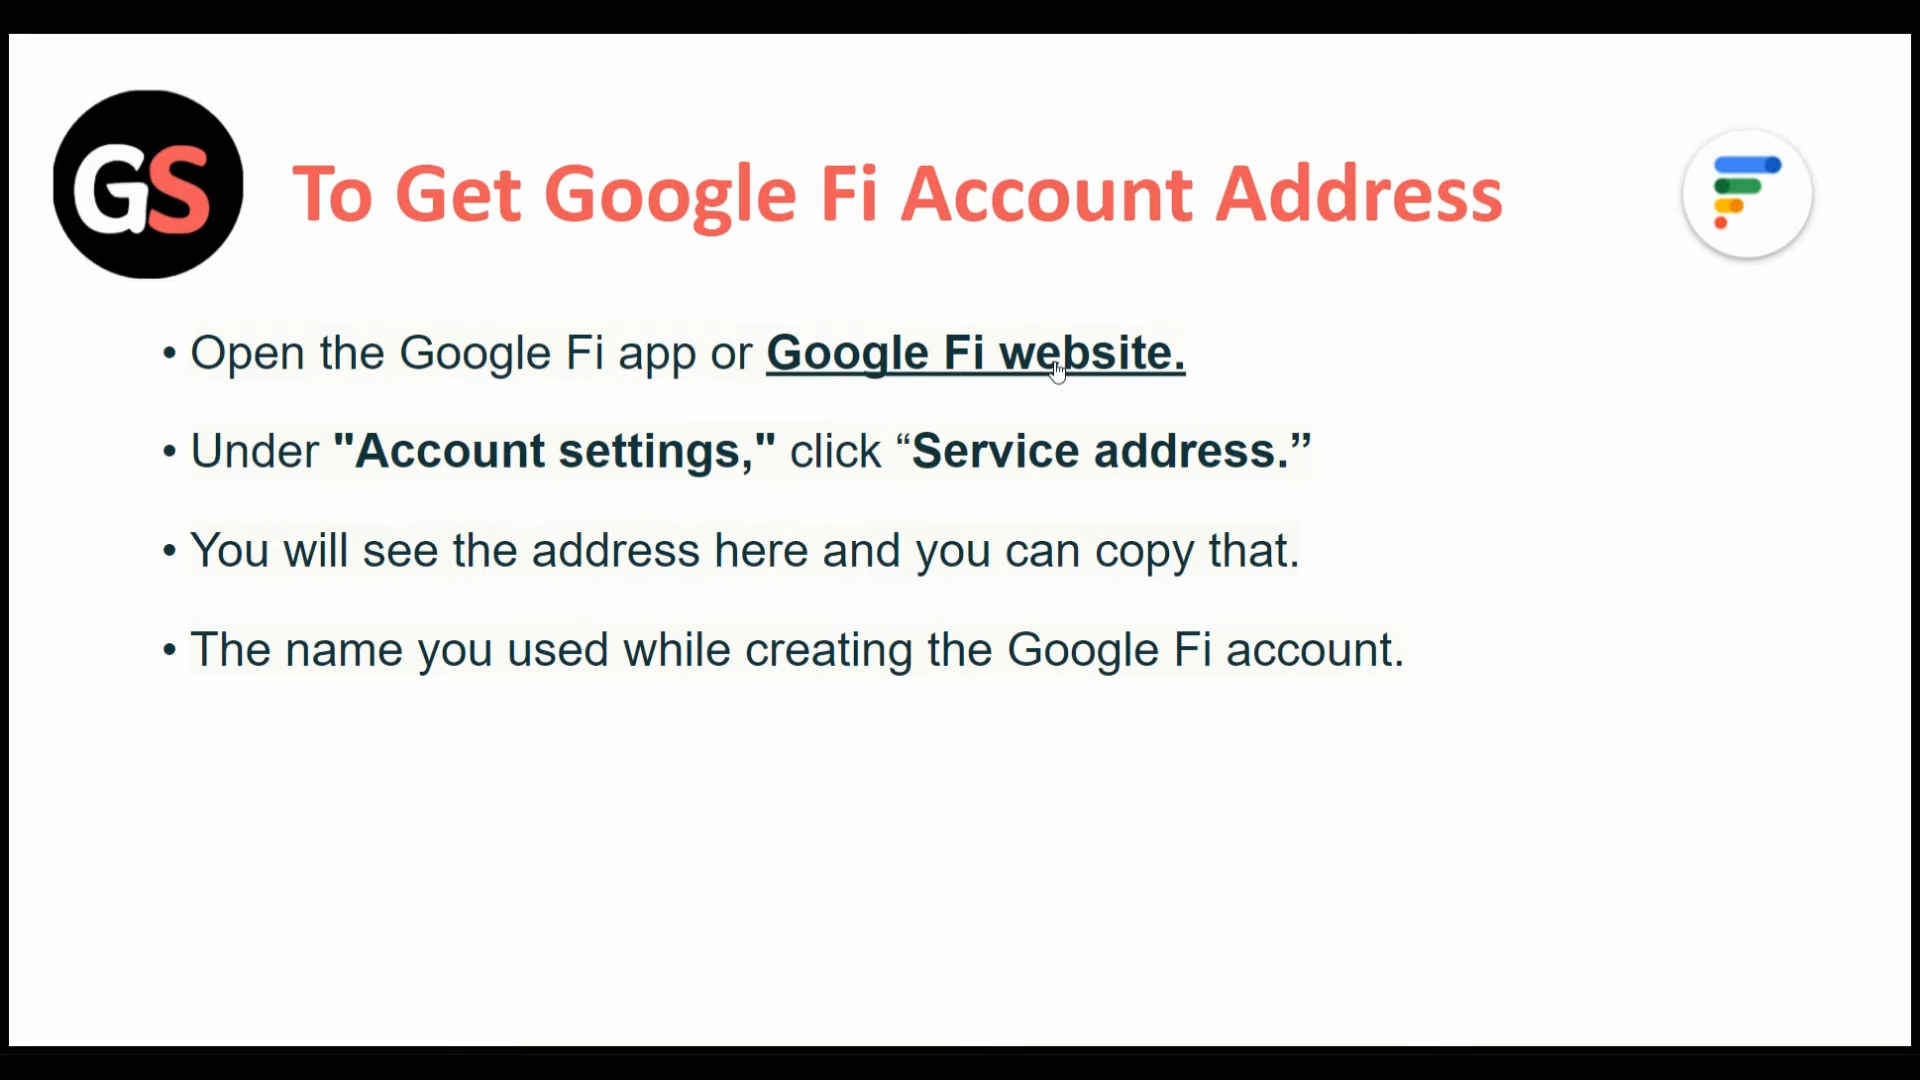 GS
To Get Google Fi Account Address
• Open the Google Fi app or Google Fi website.
• Under "Account settings," click “Service address.”
• You will see the address here and you can copy that.
• The name you used while creating the Google Fi account.